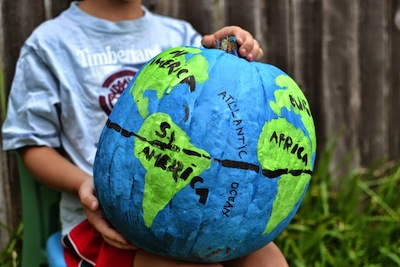 Timberland
N
AMERICA
ATLANTIC
OCEAN
S
AMERICA
AFRICA